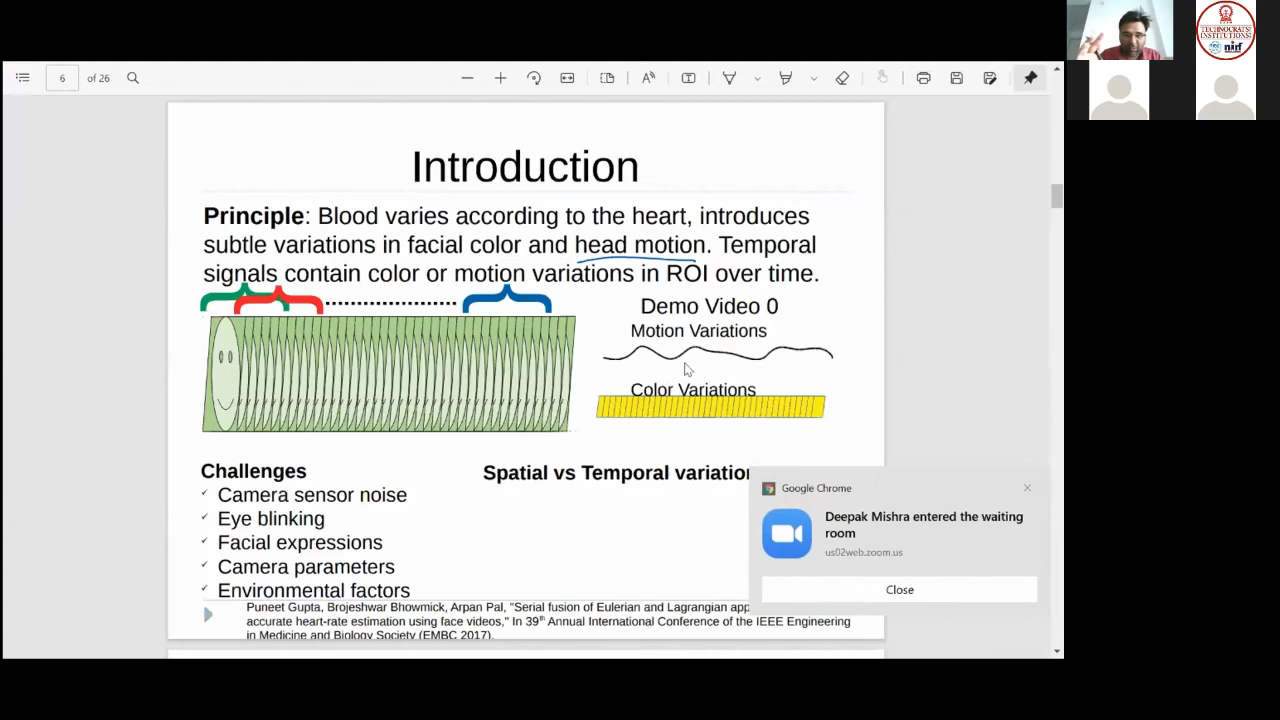 TECHNOCRATS
INSTITUTIONS
nirf
6 of 26
Introduction
Principle: Blood varies according to the heart, introduces
subtle variations in facial color and head motion. Temporal
signals contain color or motion variations in ROI over time.
Demo Video 0
Motion Variations
Color Variations
Challenges
Spatial vs Temporal variation
✓ Camera sensor noise
✓ Eye blinking
✓ Facial expressions
✓ Camera parameters
✓ Environmental factors
Google Chrome
Deepak Mishra entered the waiting
room
us02web.zoom.us
Close
Puneet Gupta, Brojeshwar Bhowmick, Arpan Pal, "Serial fusion of Eulerian and Lagrangian app
accurate heart-rate estimation using face videos," In 39th Annual International Conference of the IEEE Engineering
in Medicine and Biology Society (EMBC 2017).